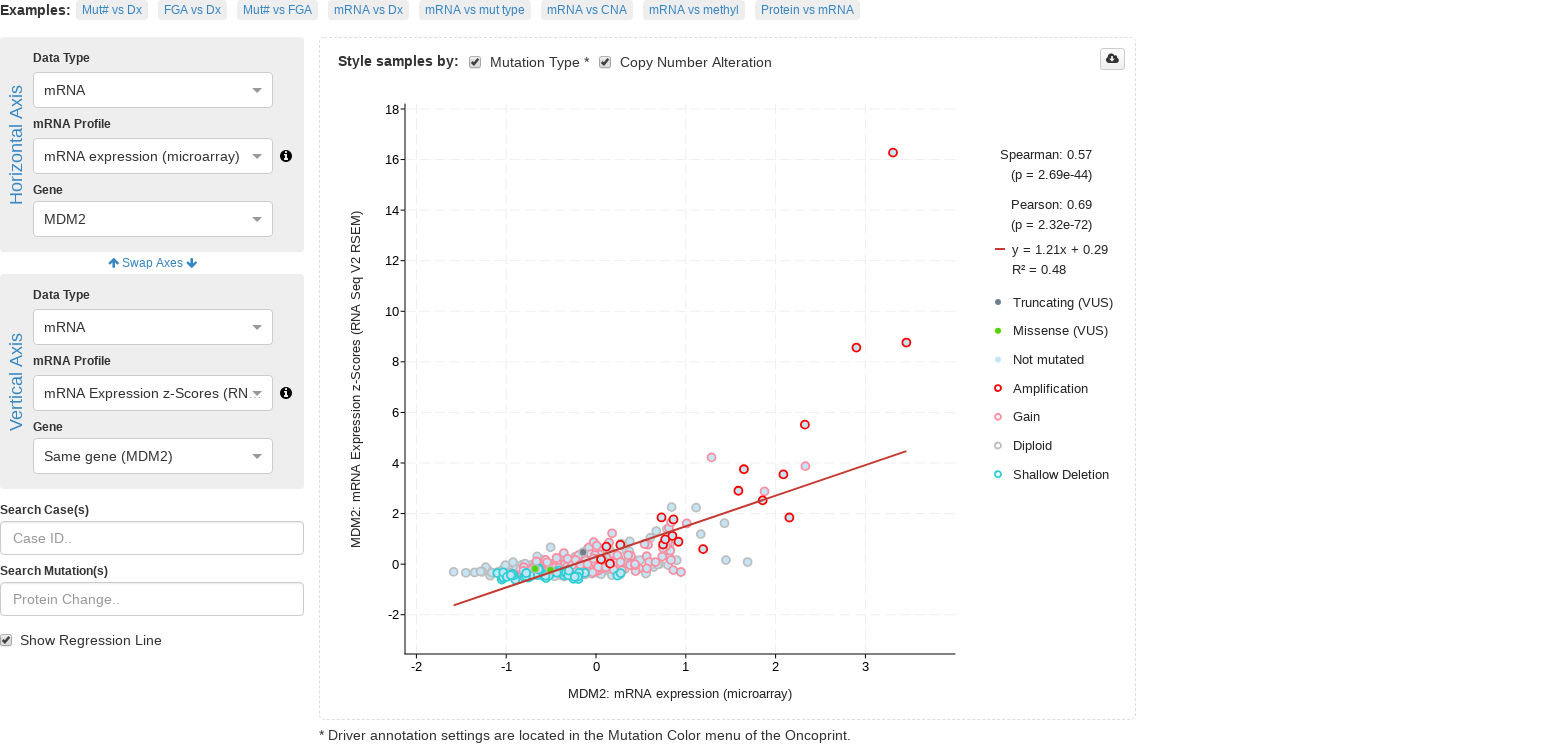 Examples: Mut# vs Dx FGA vs Dx Mut# vs FGA mRNA vs Dx mRNA vs mut type mRNA vs CNA mRNA vs methyl Protein vs mRNA
Horizontal Axis
Data Type
mRNA
mRNA Profile
mRNA expression (microarray)
Gene
MDM2
Swap Axes
Vertical Axis
Data Type
mRNA
mRNA Profile
mRNA Expression z-Scores (RN...
Gene
Same gene (MDM2)
Search Case(s)
Case ID..
Search Mutation(s)
Protein Change..
Show Regression Line
Style samples by: Mutation Type * Copy Number Alteration
MDM2: mRNA Expression z-Scores (RNA Seq V2 RSEM)
18
16
14
12
10
8
6
4
2
0
-2
-2 -1 0 1 2 3
MDM2: mRNA expression (microarray)
Spearman: 0.57
(p = 2.69e-44)
Pearson: 0.69
(p = 2.32e-72)
y = 1.21x + 0.29
R² = 0.48
Truncating (VUS)
Missense (VUS)
Not mutated
Amplification
Gain
Diploid
Shallow Deletion
* Driver annotation settings are located in the Mutation Color menu of the Oncoprint.